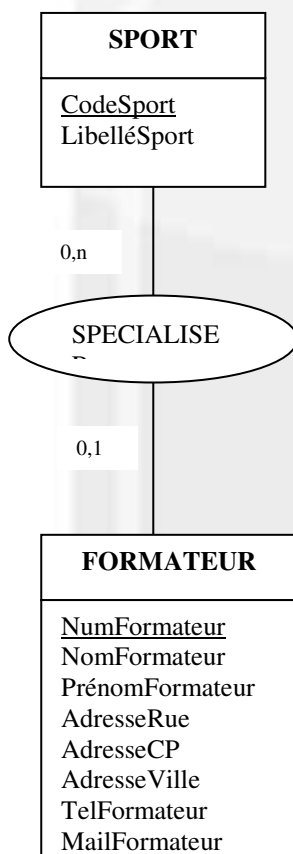 SPORT
CodeSport
LibelléSport
0,n
SPECIALISE
0,1
FORMATEUR
NumFormateur
NomFormateur
PrénomFormateur
AdresseRue
AdresseCP
AdresseVille
TelFormateur
MailFormateur